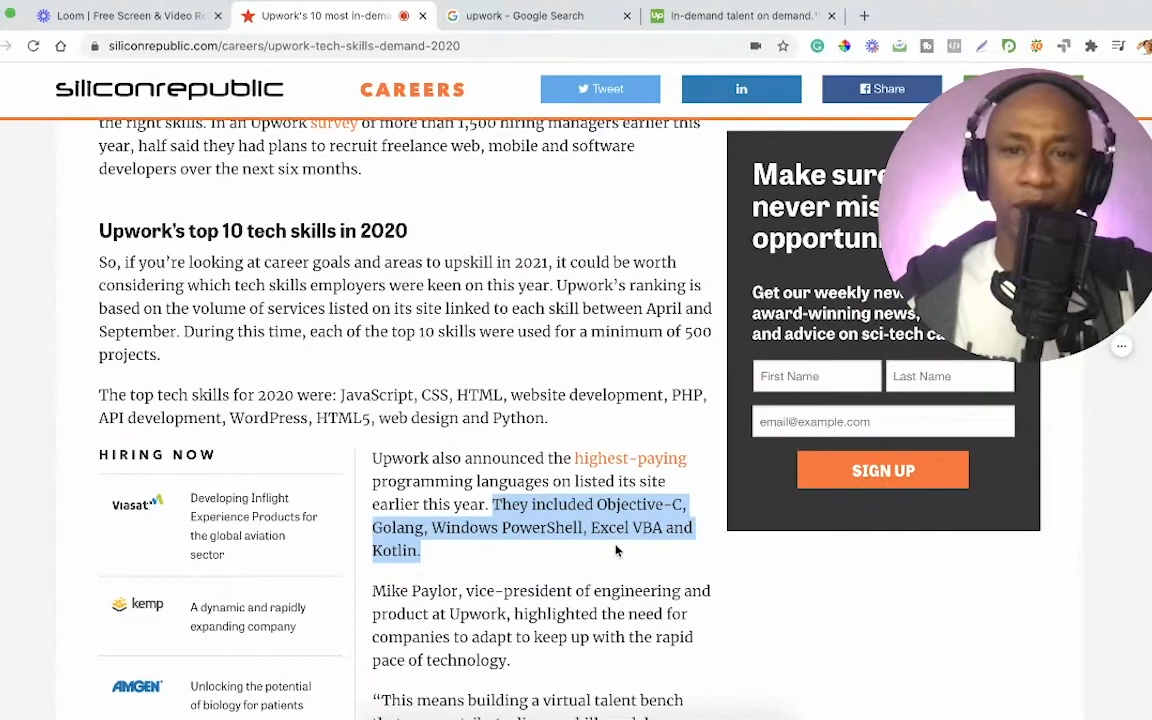 Loom | Free Screen & Video Re
Upwork's 10 most in-dema
upwork - Google Search
In-demand talent on demand.
siliconrepublic.com/careers/upwork-tech-skills-demand-2020
siliconrepublic
CAREERS
Tweet
in
Share
the right skills. In an Upwork survey of more than 1,500 hiring managers earlier this
year, half said they had plans to recruit freelance web, mobile and software
developers over the next six months.
Upwork's top 10 tech skills in 2020
So, if you're looking at career goals and areas to upskill in 2021, it could be worth
considering which tech skills employers were keen on this year. Upwork's ranking is
based on the volume of services listed on its site linked to each skill between April and
September. During this time, each of the top 10 skills were used for a minimum of 500
projects.
The top tech skills for 2020 were: JavaScript, CSS, HTML, website development, PHP,
API development, WordPress, HTML5, web design and Python.
HIRING NOW
Viasat
Developing Inflight
Experience Products for
the global aviation
sector
kemp
A dynamic and rapidly
expanding company
AMGEN
Unlocking the potential
of biology for patients
Upwork also announced the highest-paying
programming languages on listed its site
earlier this year. They included Objective-C,
Golang, Windows PowerShell, Excel VBA and
Kotlin.
Mike Paylor, vice-president of engineering and
product at Upwork, highlighted the need for
companies to adapt to keep up with the rapid
pace of technology.
“This means building a virtual talent bench
Make sure
never mis
opportun
Get our weekly new
award-winning news,
and advice on sci-tech ca
First Name
Last Name
email@example.com
SIGN UP